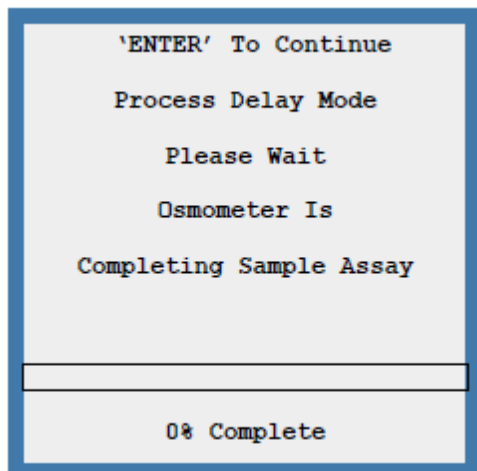 ‘ENTER’ To Continue
Process Delay Mode
Please Wait
Osmometer Is
Completing Sample Assay
0% Complete